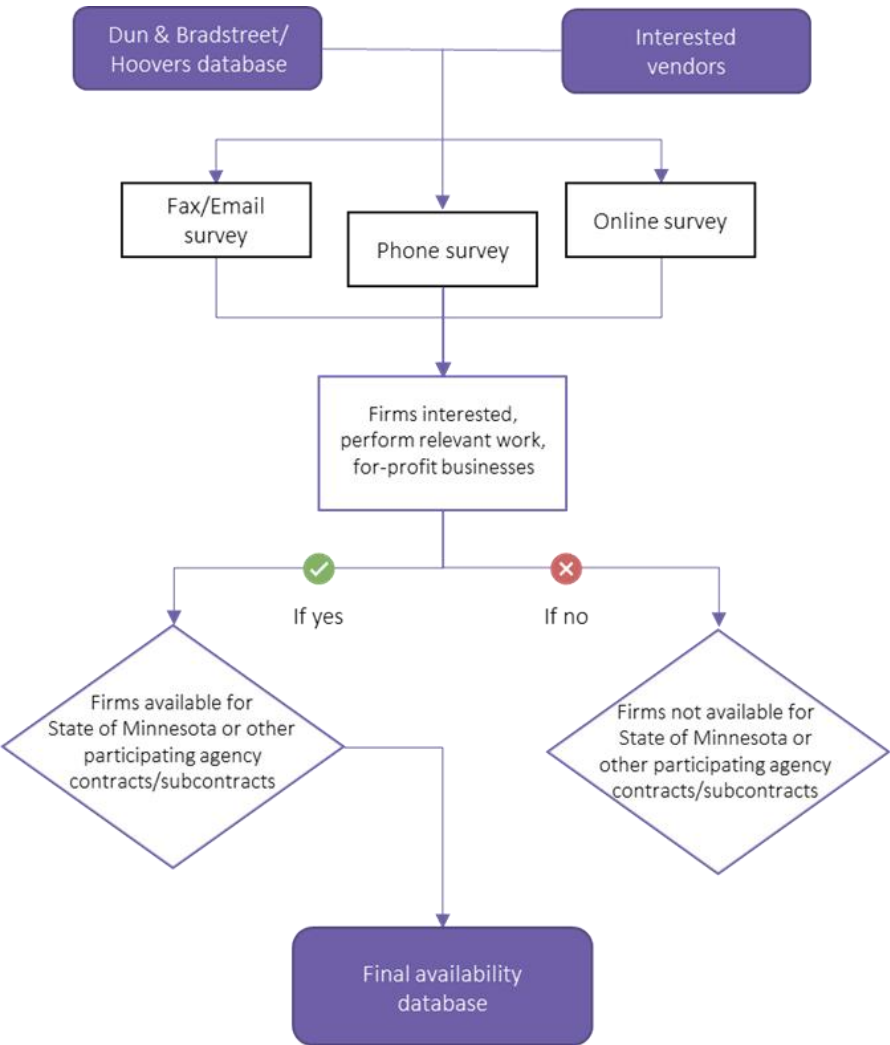 Dun & Bradstreet/
Hoovers database
Interested
vendors
Fax/Email
survey
Phone survey
Online survey
Firms interested,
perform relevant work,
for-profit businesses
If yes
If no
Firms available for
State of Minnesota or other
participating agency
contracts/subcontracts
Firms not available for
State of Minnesota or
other participating agency
contracts/subcontracts
Final availability
database